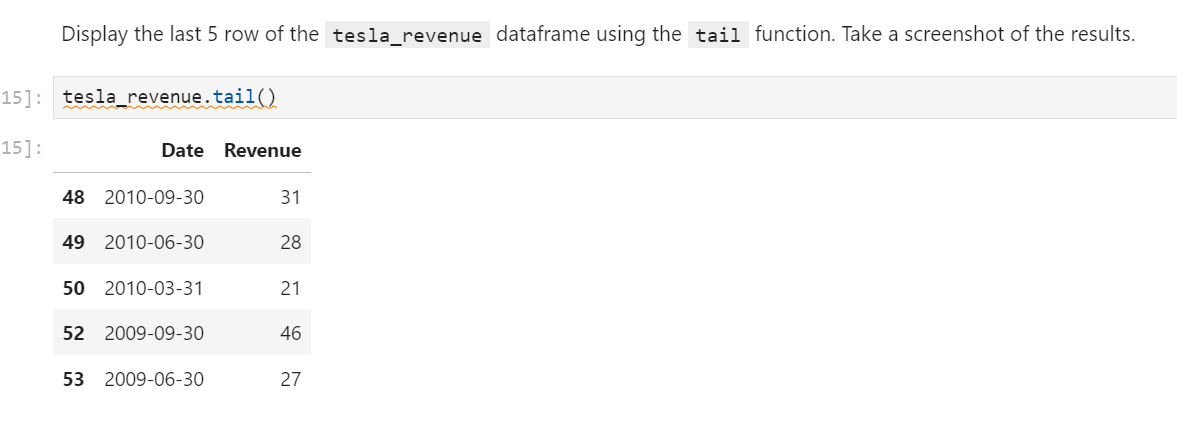 Display the last 5 row of the tesla_revenue dataframe using the tail function. Take a screenshot of the results.
15]: tesla_revenue.tail()
15]: Date Revenue
48 2010-09-30 31
49 2010-06-30 28
50 2010-03-31 21
52 2009-09-30 46
53 2009-06-30 27